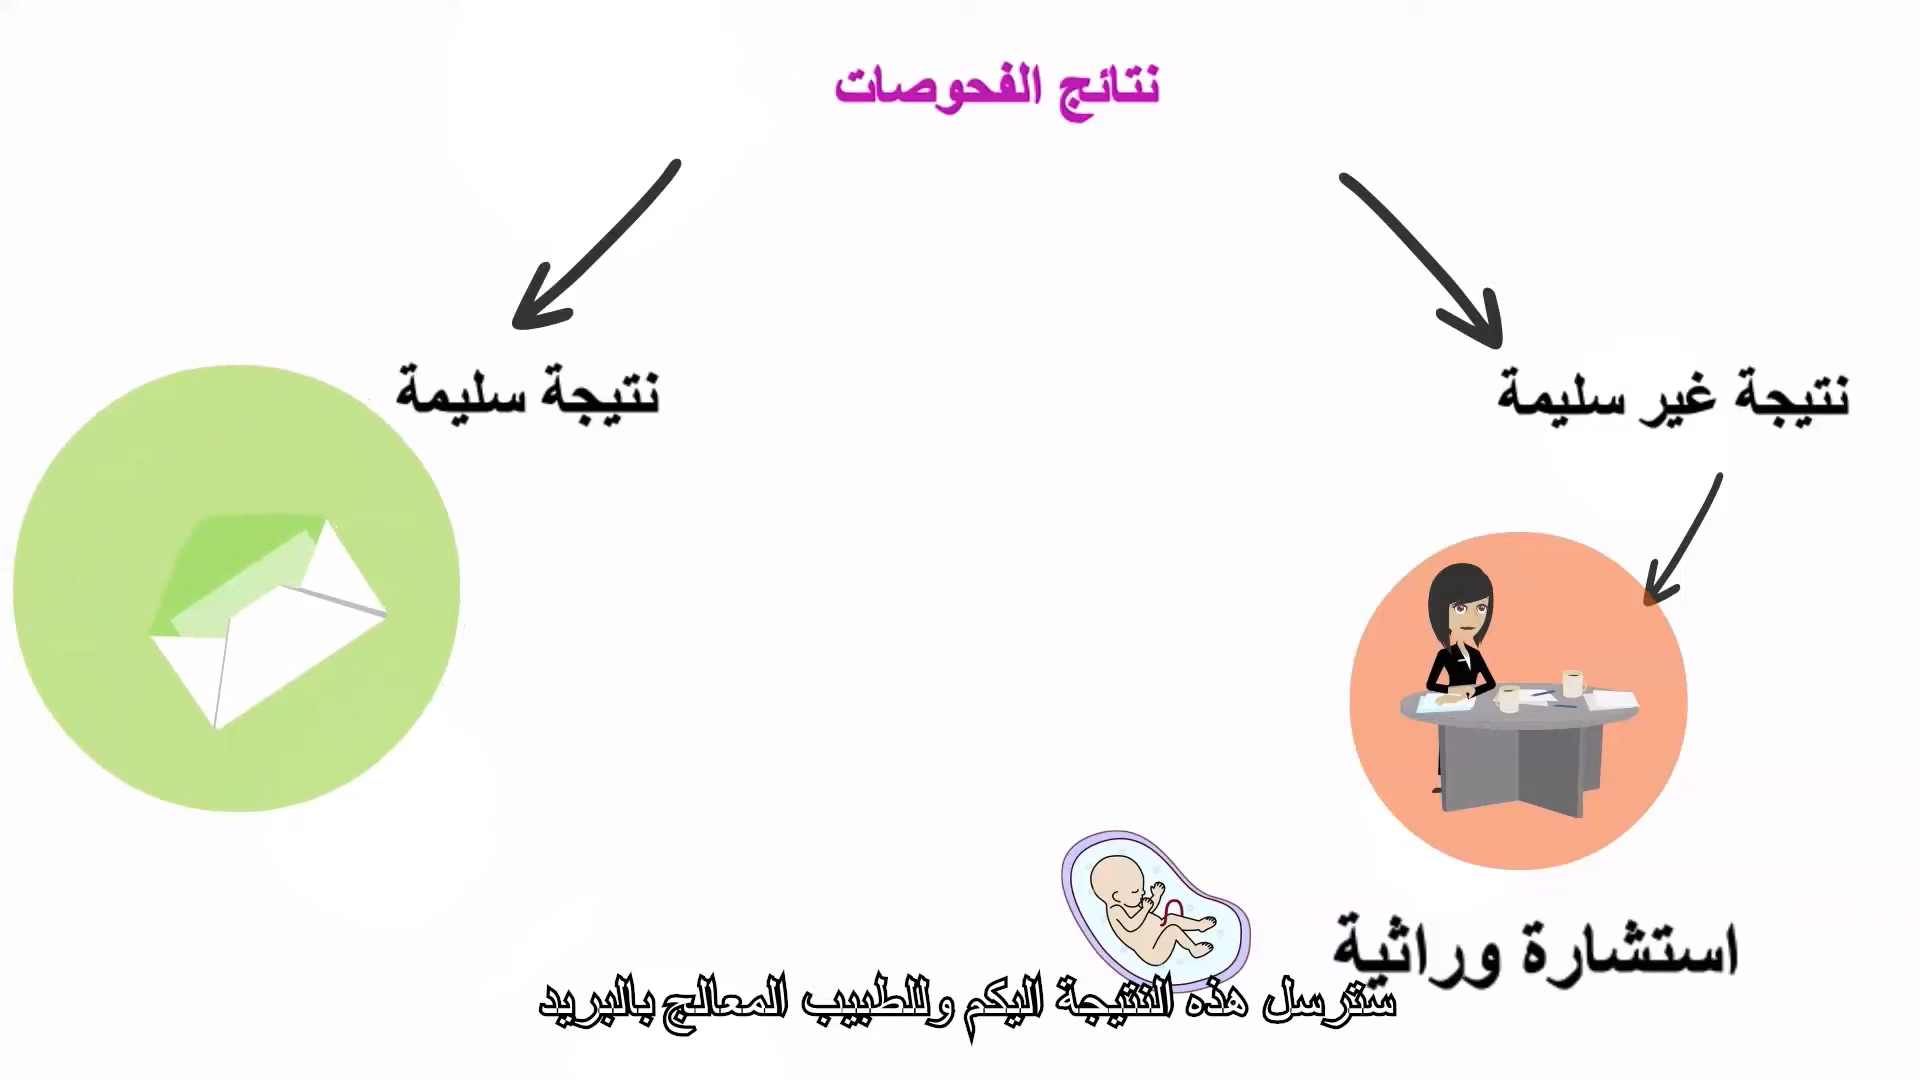 نتائج الفحوصات
نتيجة غير سليمة
نتيجة سليمة
استشارة وراثية
سترسل هذه النتيجة اليكم وللطبيب المعالج بالبريد